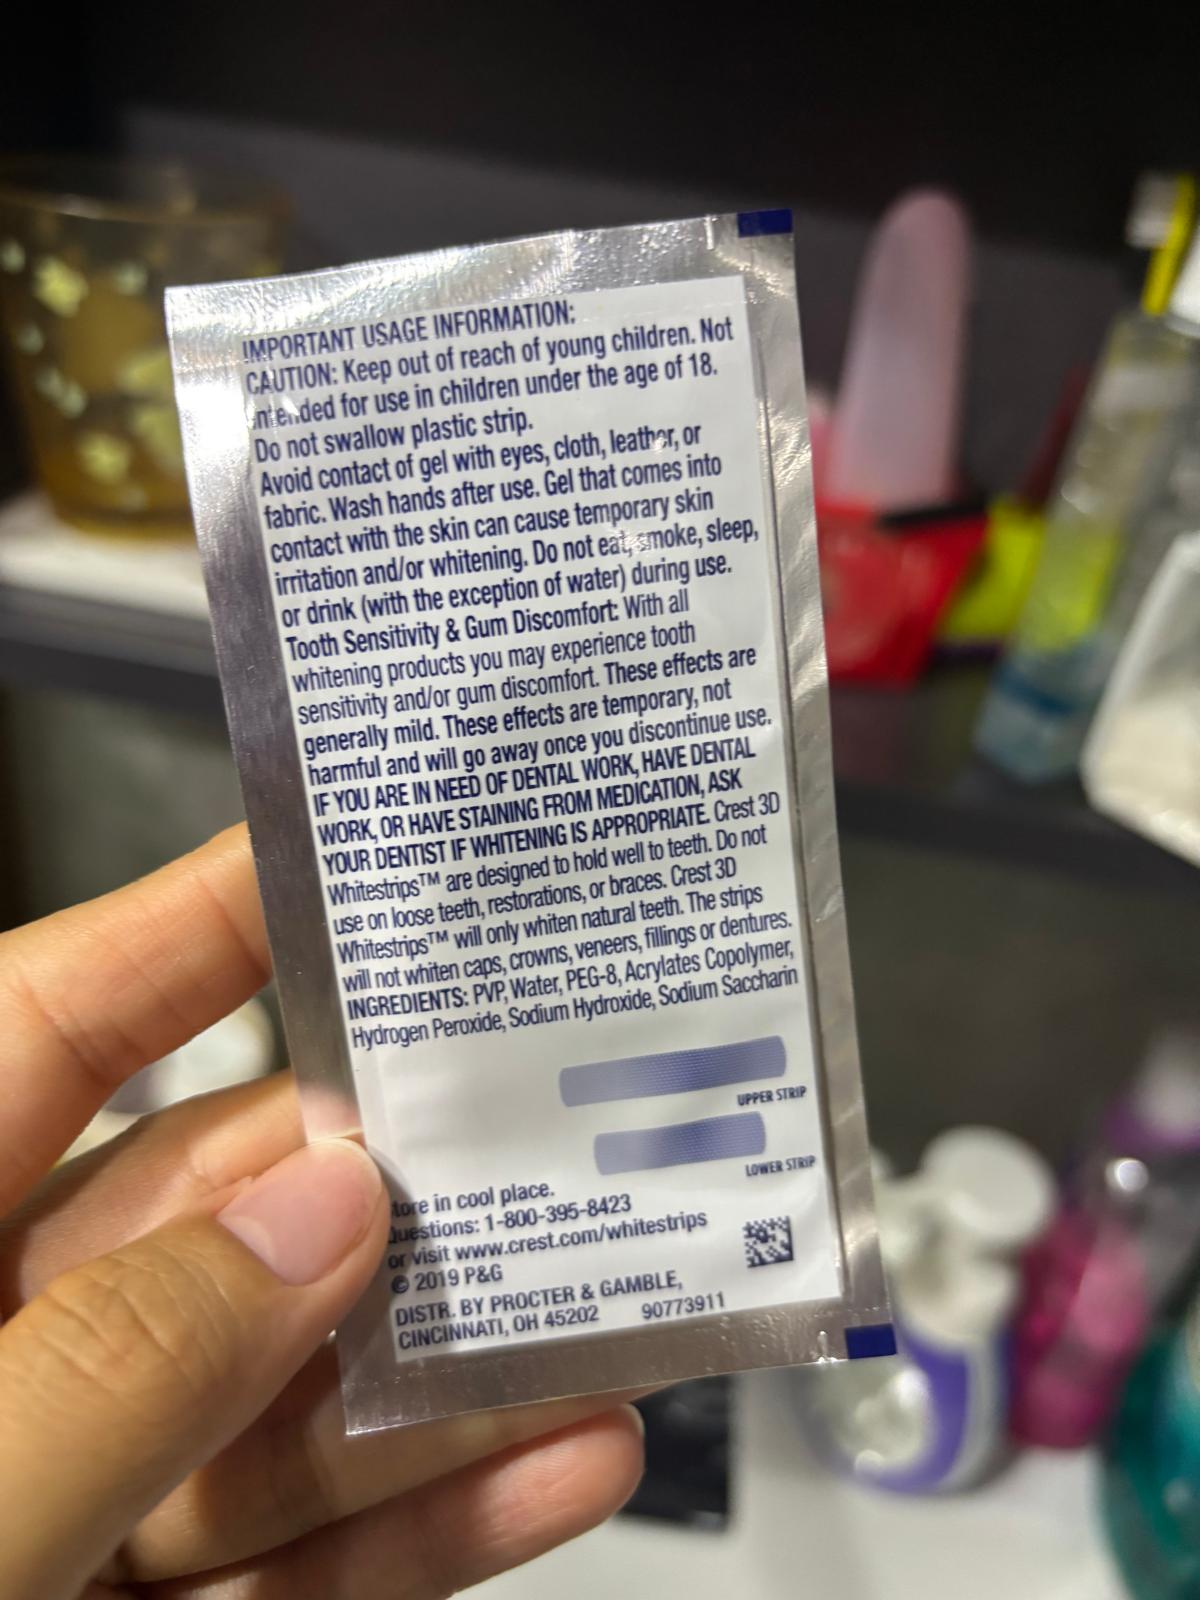 IMPORTANT USAGE INFORMATION:
CAUTION: Keep out of reach of young children. Not
intended for use in children under the age of 18.
Do not swallow plastic strip.
Avoid contact of gel with eyes, cloth, leather, or
fabric. Wash hands after use. Gel that comes into
contact with the skin can cause temporary skin
irritation and/or whitening. Do not eat, smoke, sleep,
or drink (with the exception of water) during use.
Tooth Sensitivity & Gum Discomfort: With all
whitening products you may experience tooth
sensitivity and/or gum discomfort. These effects are
generally mild. These effects are temporary, not
harmful and will go away once you discontinue use.
IF YOU ARE IN NEED OF DENTAL WORK, HAVE DENTAL
WORK, OR HAVE STAINING FROM MEDICATION, ASK
YOUR DENTIST IF WHITENING IS APPROPRIATE. Crest 3D
Whitestrips™ are designed to hold well to teeth. Do not
use on loose teeth, restorations, or braces. Crest 3D
Whitestrips™ will only whiten natural teeth. The strips
will not whiten caps, crowns, veneers, fillings or dentures.
INGREDIENTS: PVP, Water, PEG-8, Acrylates Copolymer,
Hydrogen Peroxide, Sodium Hydroxide, Sodium Saccharin
UPPER STRIP
LOWER STRIP
tore in cool place.
Questions: 1-800-395-8423
or visit www.crest.com/whitestrips
© 2019 P&G
DISTR. BY PROCTER & GAMBLE,
CINCINNATI, OH 45202 90773911